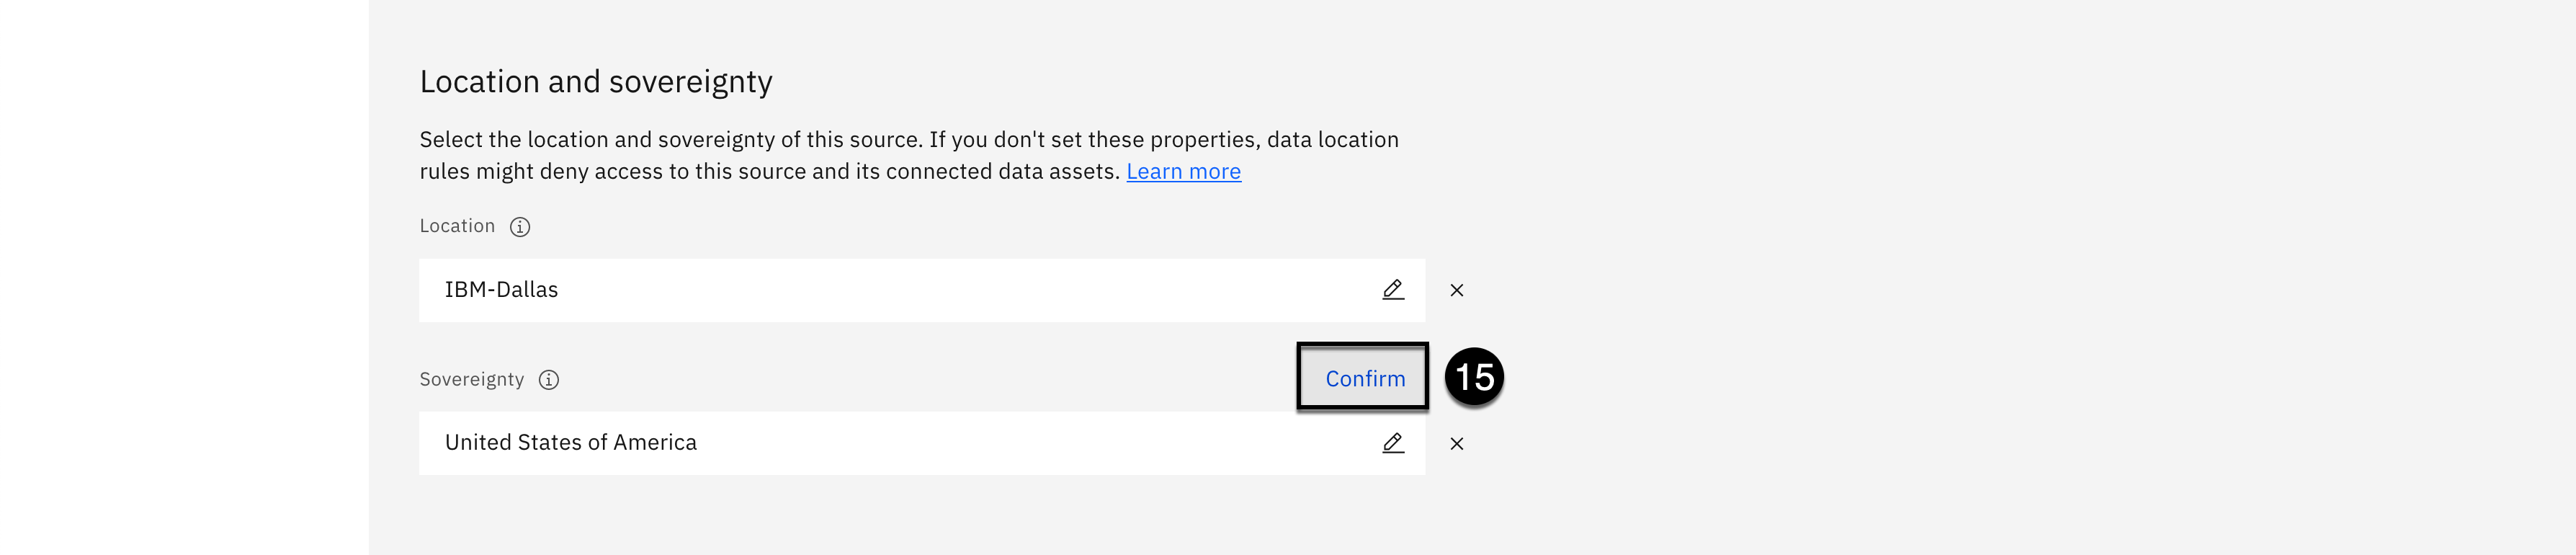 Location and sovereignty
Select the location and sovereignty of this source. If you don't set these properties, data location
rules might deny access to this source and its connected data assets. Learn more
Location
IBM-Dallas
Sovereignty
Confirm
15
United States of America